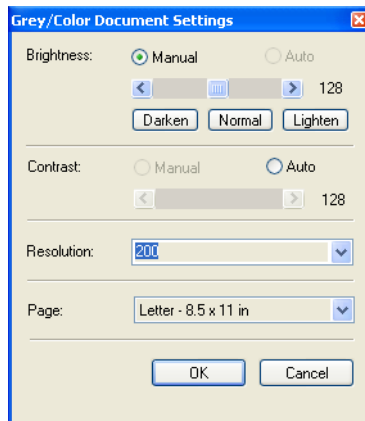 Grey/Color Document Settings
Brightness: Manual Auto
128
Darken Normal Lighten
Contrast: Manual Auto
128
Resolution: 200
Page: Letter - 8.5 x 11 in
OK Cancel